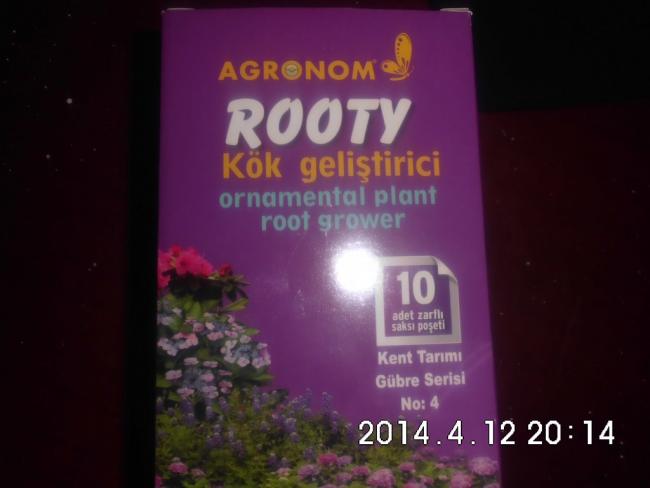 AGRONOM
ROOTY
Kök geliştirici
ornamental plant
root grower
10
adet zarflı
saksı poşeti
Kent Tarımı
Gübre Serisi
No: 4
2014.4.12 20:14